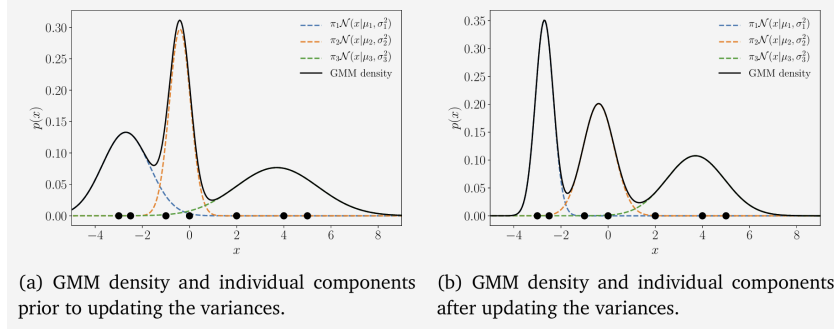 π₁𝒩(x|μ₁, σ₁²)
π₂𝒩(x|μ₂, σ₂²)
π₃𝒩(x|μ₃, σ₃²)
GMM density
0.30
0.25
0.20
0.15
0.10
0.05
0.00
p(x)
−4 −2 0 2 4 6 8
x
(a) GMM density and individual components
prior to updating the variances.
π₁𝒩(x|μ₁, σ₁²)
π₂𝒩(x|μ₂, σ₂²)
π₃𝒩(x|μ₃, σ₃²)
GMM density
0.35
0.30
0.25
0.20
0.15
0.10
0.05
0.00
p(x)
−4 −2 0 2 4 6 8
x
(b) GMM density and individual components
after updating the variances.